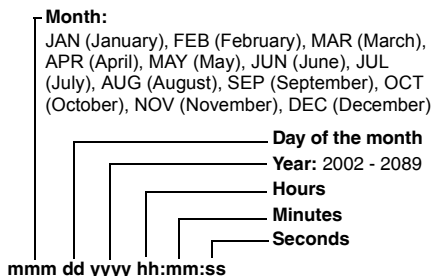 Month:
JAN (January), FEB (February), MAR (March),
APR (April), MAY (May), JUN (June), JUL
(July), AUG (August), SEP (September), OCT
(October), NOV (November), DEC (December)
Day of the month
Year: 2002 - 2089
Hours
Minutes
Seconds
mmm dd yyyy hh:mm:ss